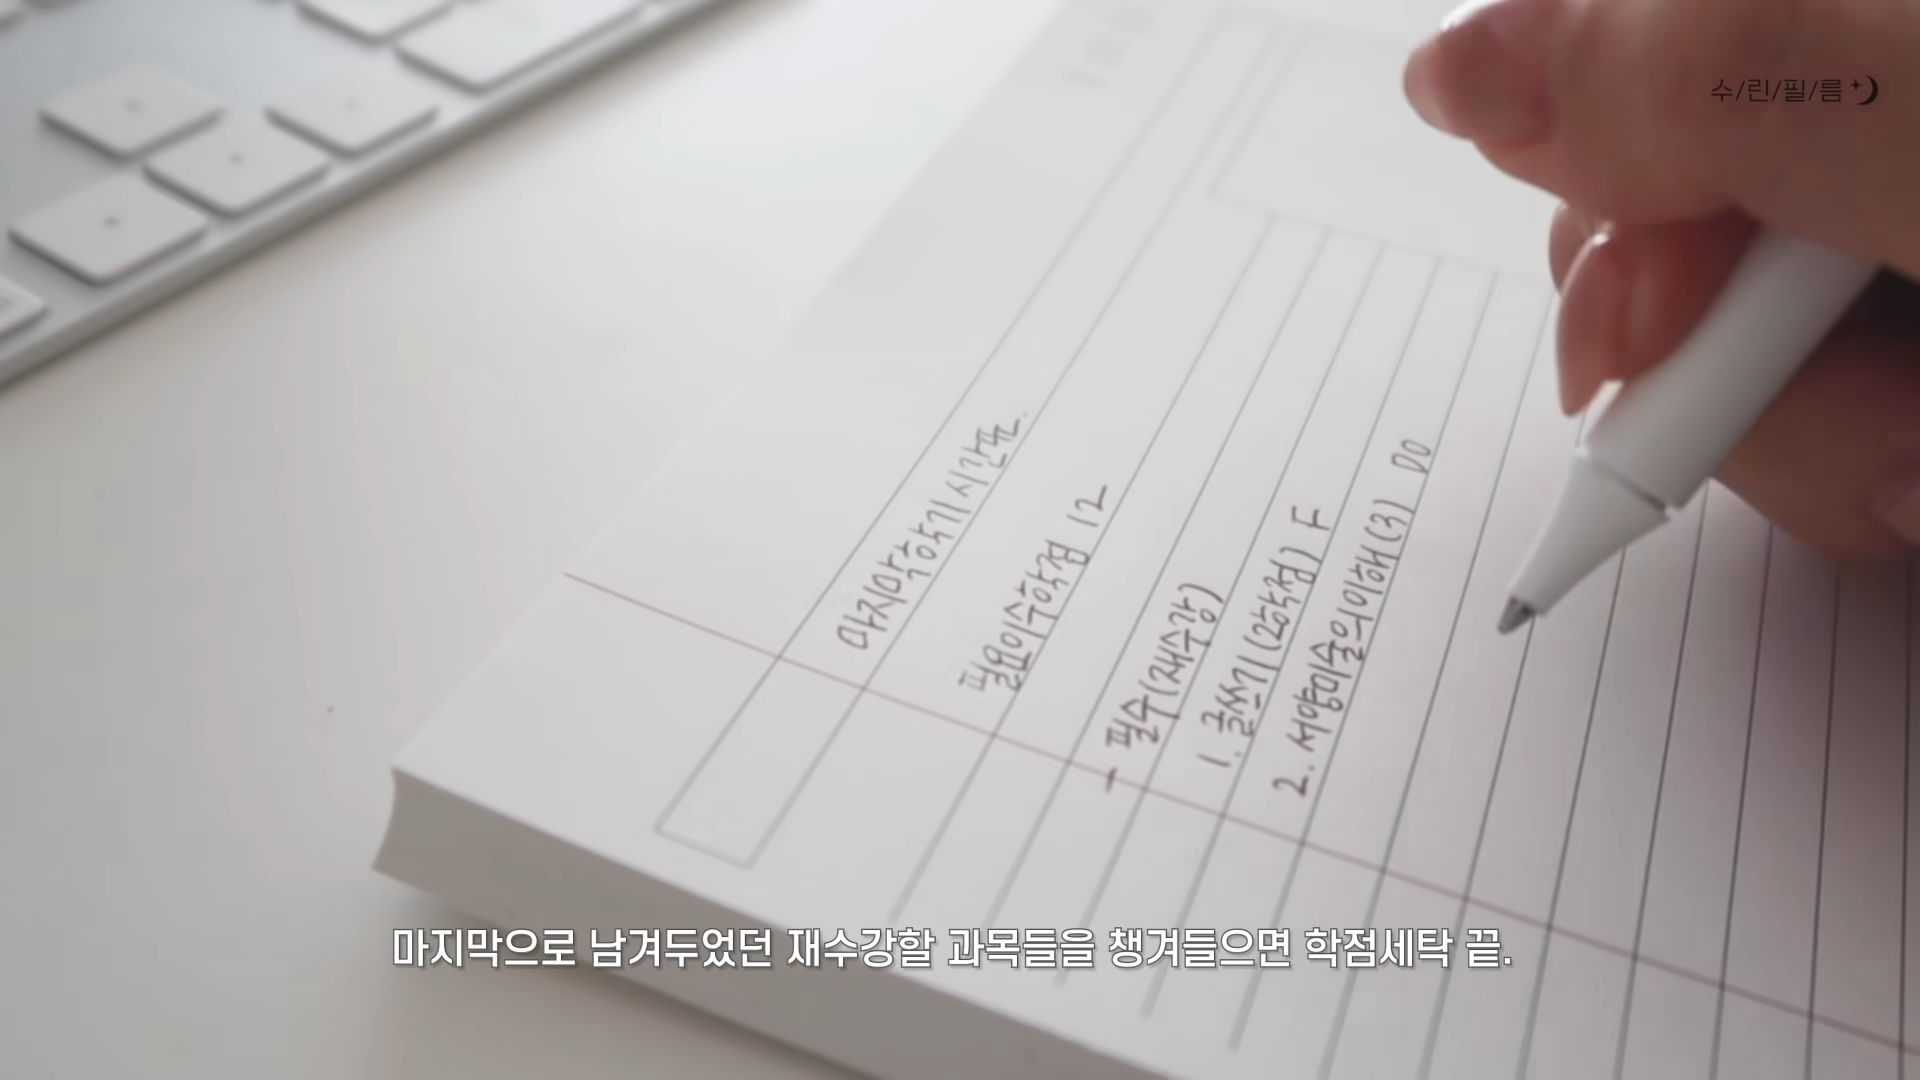 수/린/필/름
마지막학기 시간표.
필요이수학점 12
- 필수(재수강)
1. 글쓰기(2학점) F
2. 서양미술의이해(3) D0
마지막으로 남겨두었던 재수강할 과목들을 챙겨들으면 학점세탁 끝.